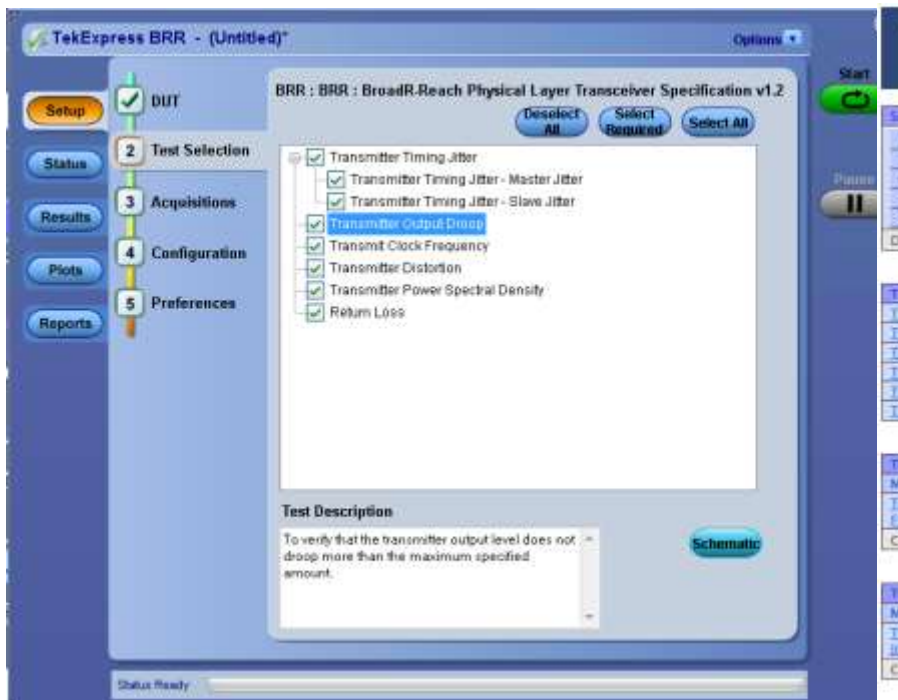 TekExpress BRR - (Untitled)*
Options
Setup
Status
Results
Plots
Reports
DUT
2 Test Selection
3 Acquisitions
4 Configuration
5 Preferences
BRR : BRR : BroadR-Reach Physical Layer Transceiver Specification v1.2
Deselect All
Select Required
Select All
Transmitter Timing Jitter
Transmitter Timing Jitter - Master Jitter
Transmitter Timing Jitter - Slave Jitter
Transmitter Output Droop
Transmit Clock Frequency
Transmitter Distortion
Transmitter Power Spectral Density
Return Loss
Test Description
To verify that the transmitter output level does not
droop more than the maximum specified
amount.
Schematic
Start
Pause
Status Ready